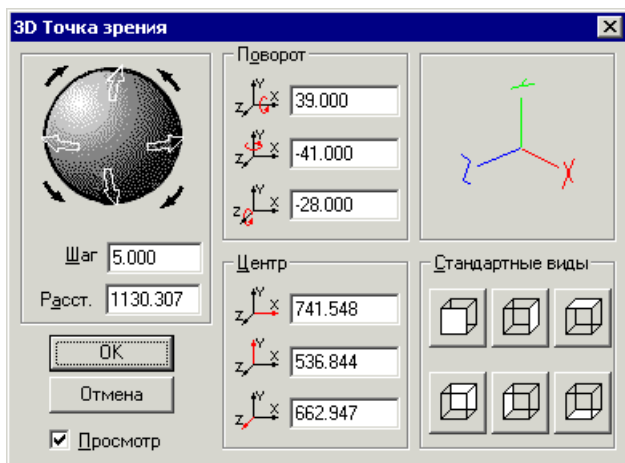 3D Точка зрения
Поворот
Y
X
Z
39.000
Y
X
Z
-41.000
Y
X
Z
-28.000
Y
X
Z
Шаг 5.000
Расст. 1130.307
Центр
Y
X
Z
741.548
Y
X
Z
536.844
Y
X
Z
662.947
Стандартные виды
OK
Отмена
Просмотр